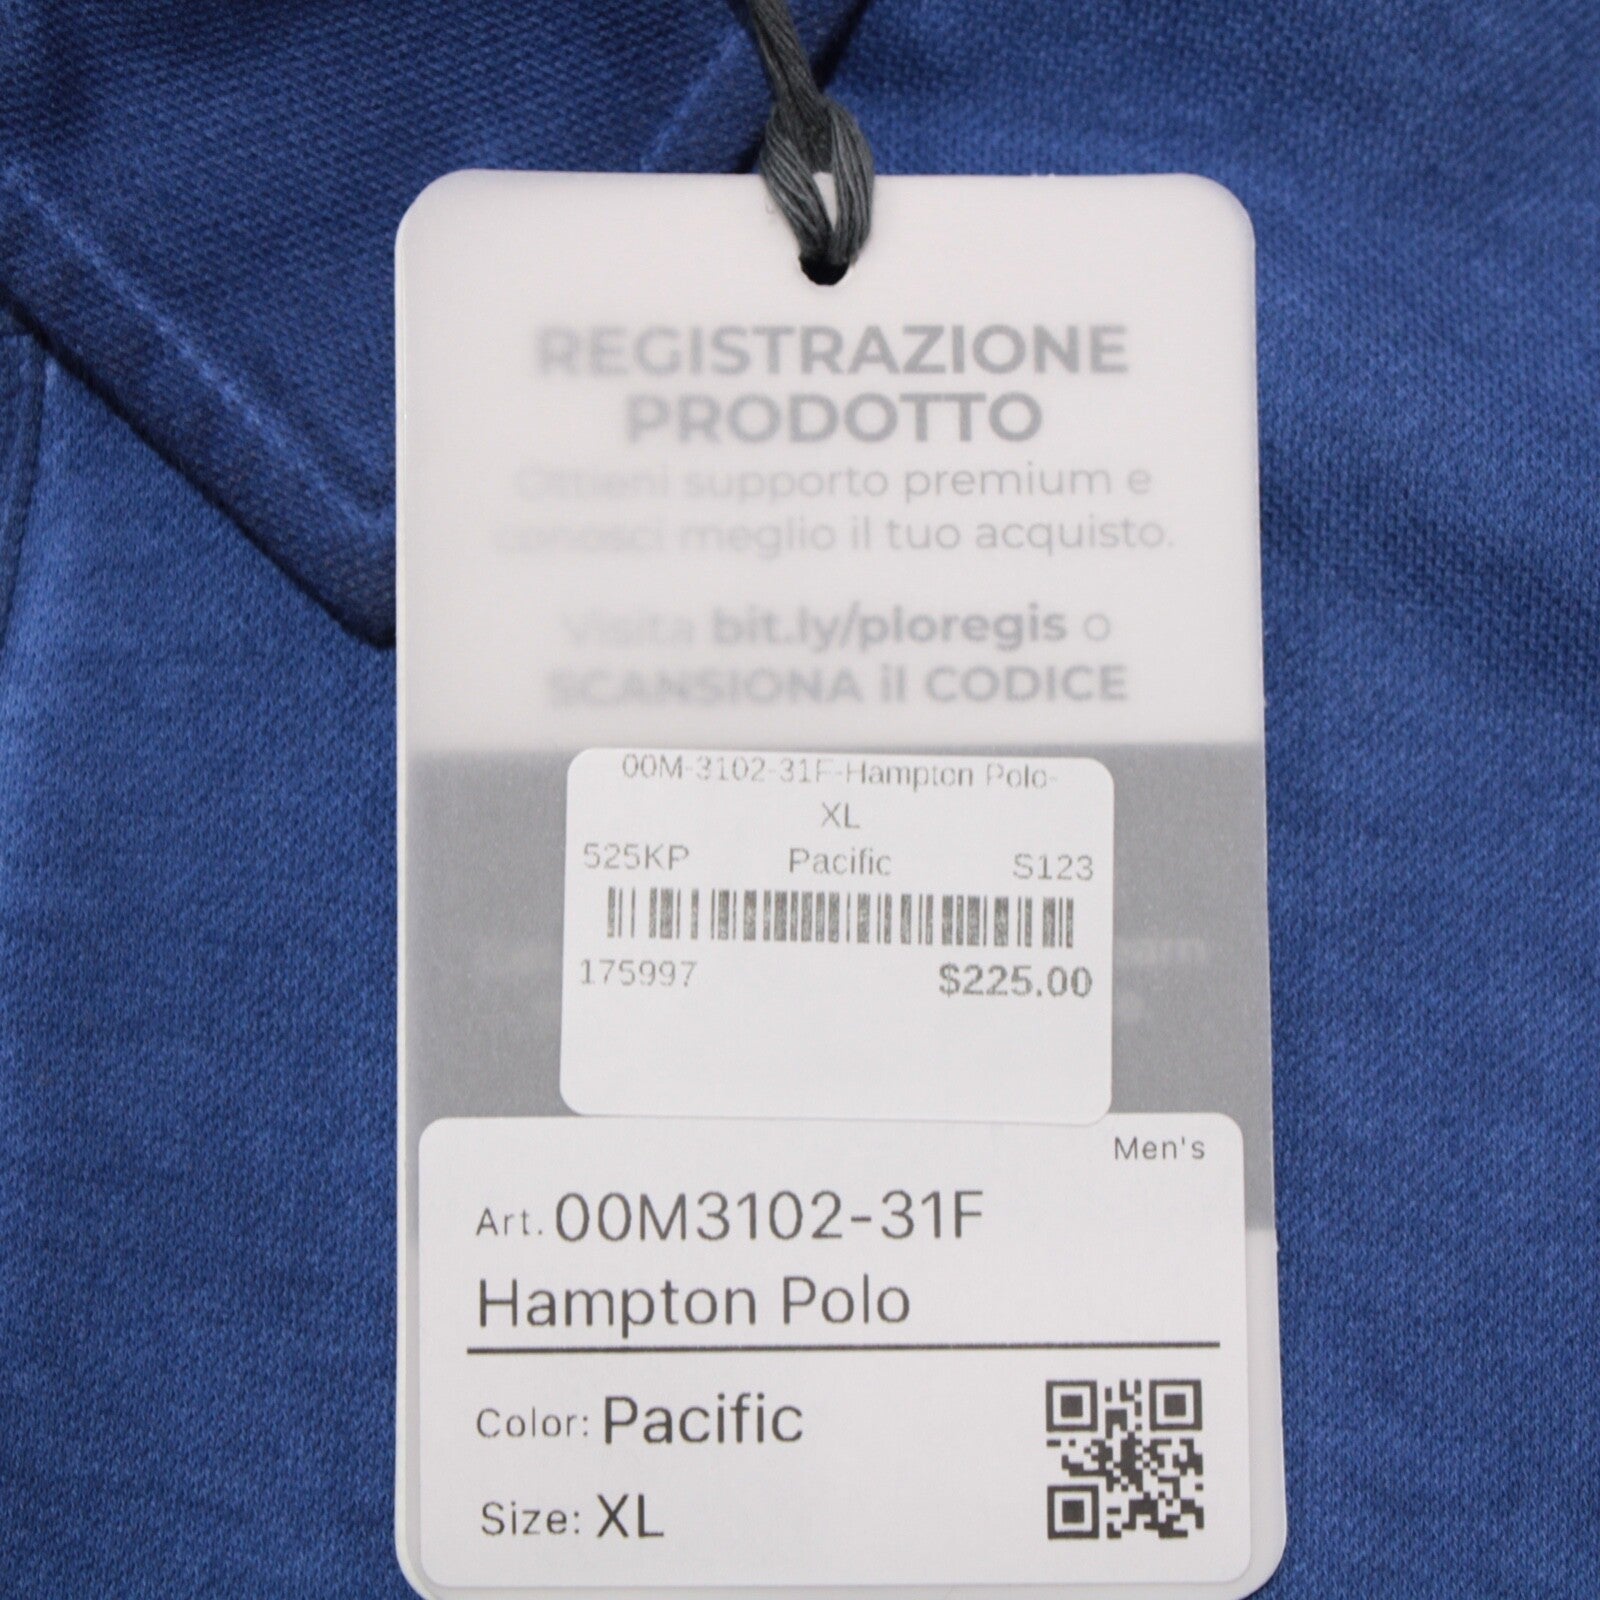 REGISTRAZIONE
PRODOTTO
Ottieni supporto premium e
conosci meglio il tuo acquisto.
Visita bit.ly/pioregis o
SCANSIONA il CODICE
00M-3102-31F-Hampton Polo-
XL
525KP Pacific S123
175997 $225.00
Men's
Art. 00M3102-31F
Hampton Polo
Color: Pacific
Size: XL